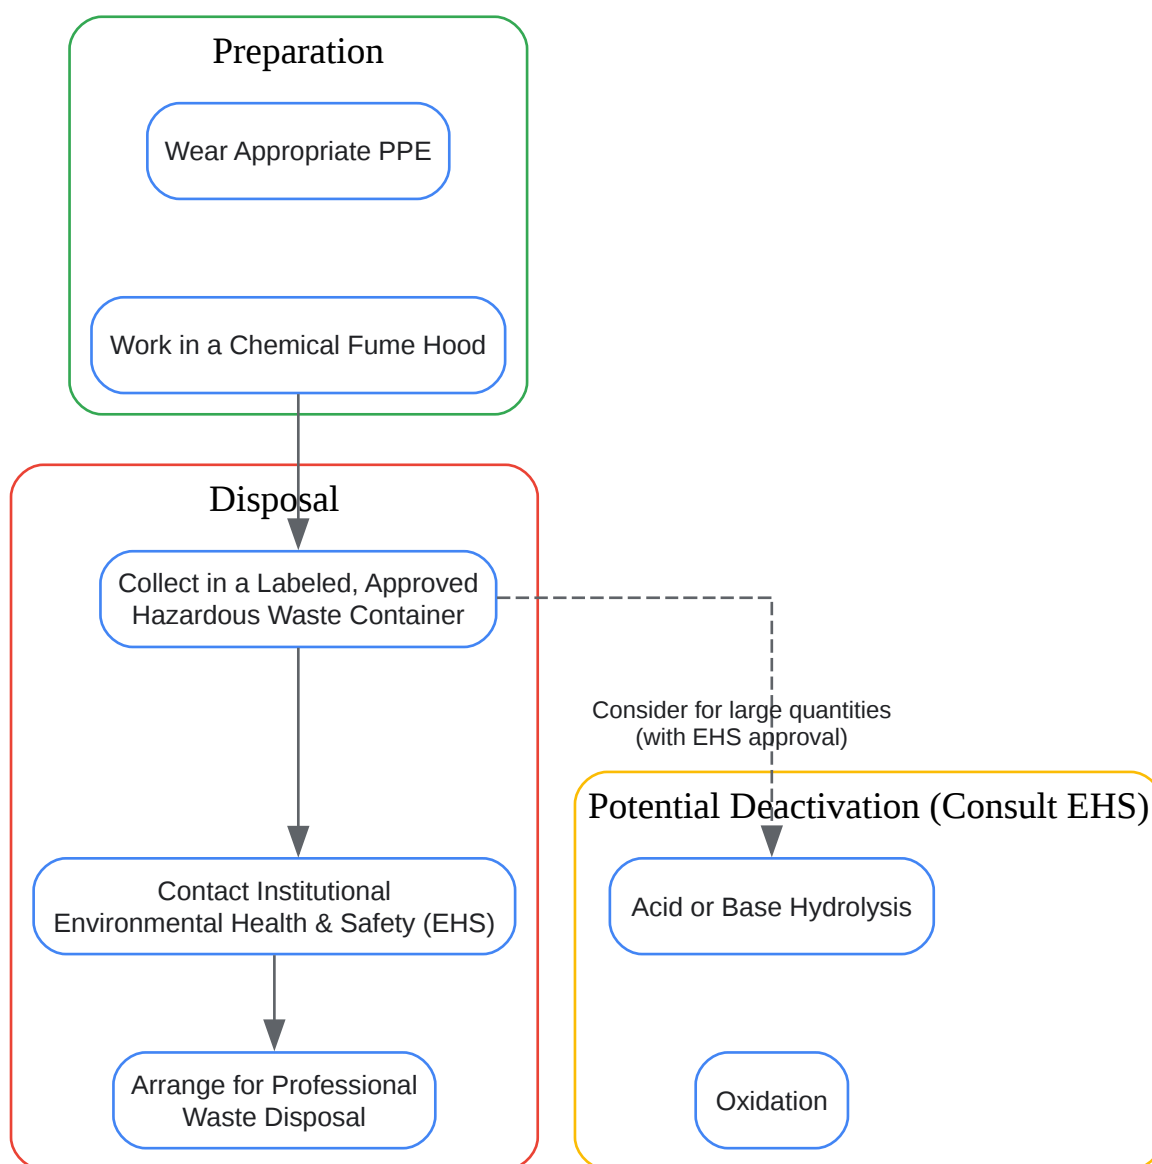 Preparation
Wear Appropriate PPE
Work in a Chemical Fume Hood
Disposal
Collect in a Labeled, Approved
Hazardous Waste Container
Consider for large quantities
(with EHS approval)
Potential Deactivation (Consult EHS)
Contact Institutional
Environmental Health & Safety (EHS)
Acid or Base Hydrolysis
Arrange for Professional
Waste Disposal
Oxidation